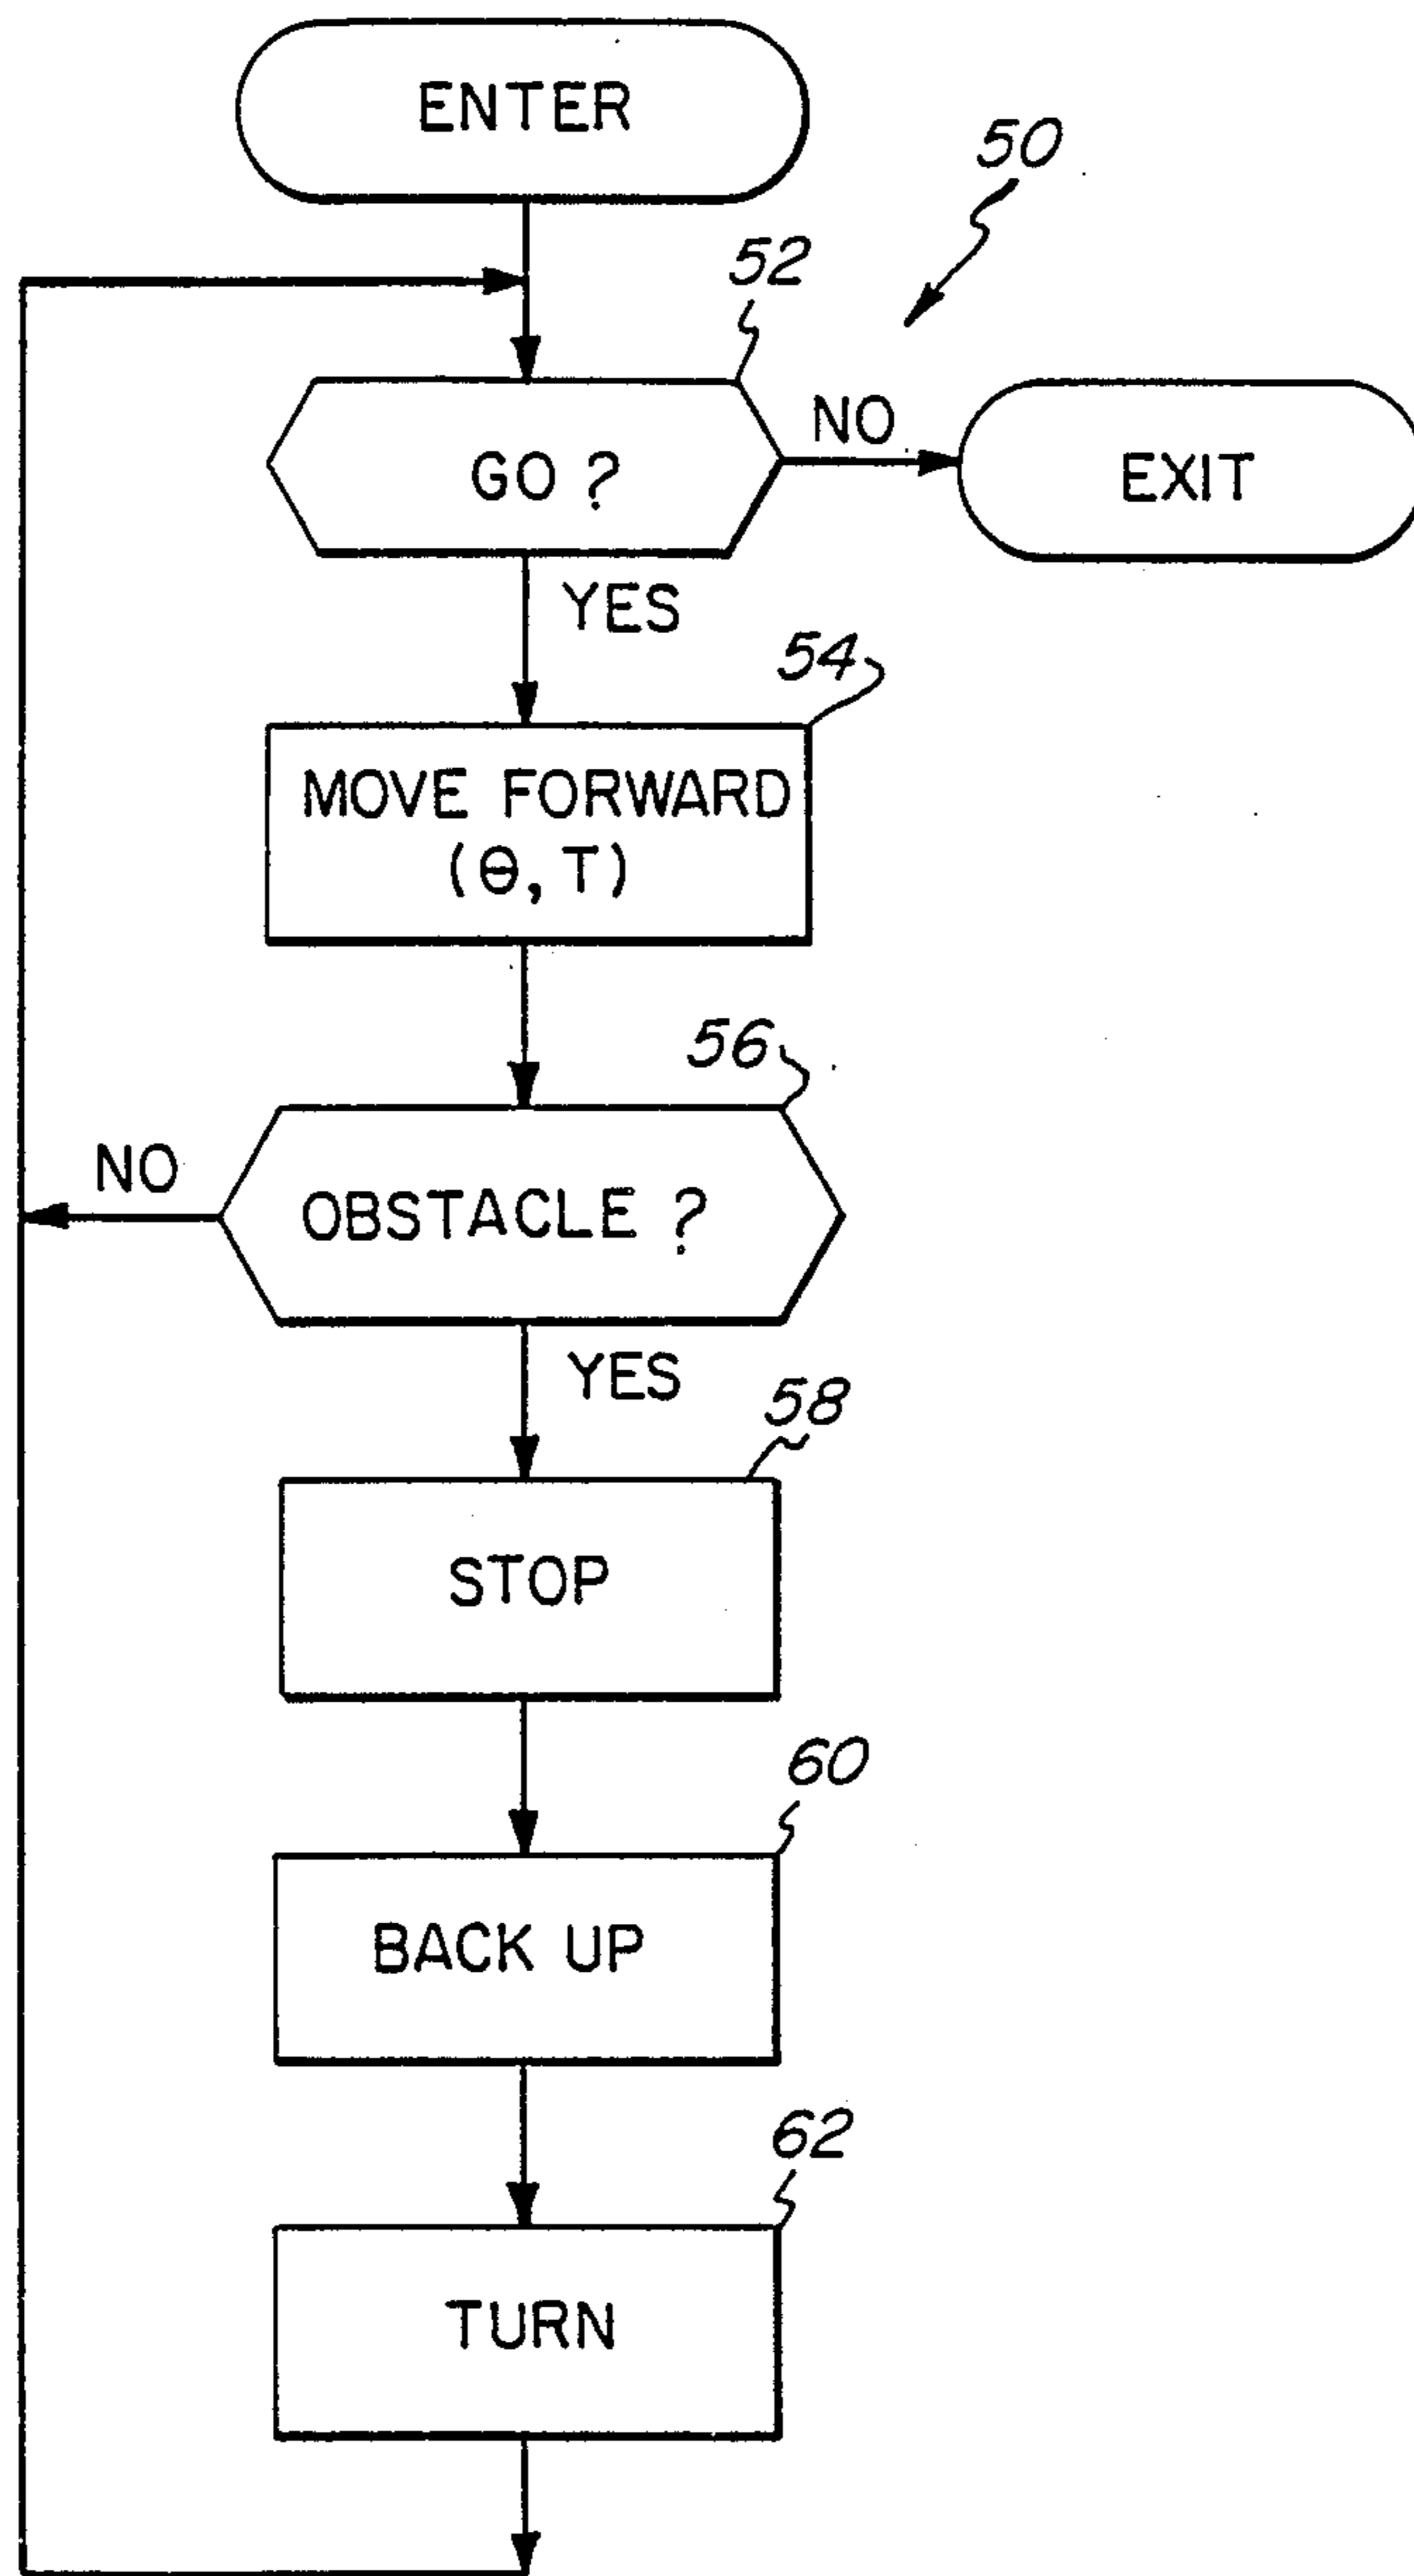 ENTER
50
52
GO ?
NO
EXIT
YES
54
MOVE FORWARD
(Θ, T)
56
NO
OBSTACLE ?
YES
58
STOP
60
BACK UP
62
TURN